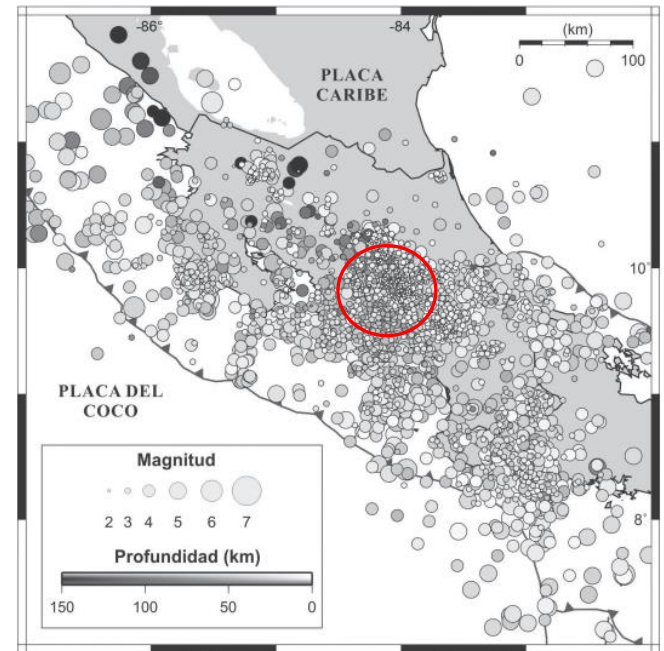 -86°
-84
(km)
0
100
PLACA
CARIBE
10°
PLACA DEL
COCO
8°
Magnitud
2 3 4 5 6 7
Profundidad (km)
150 100 50 0